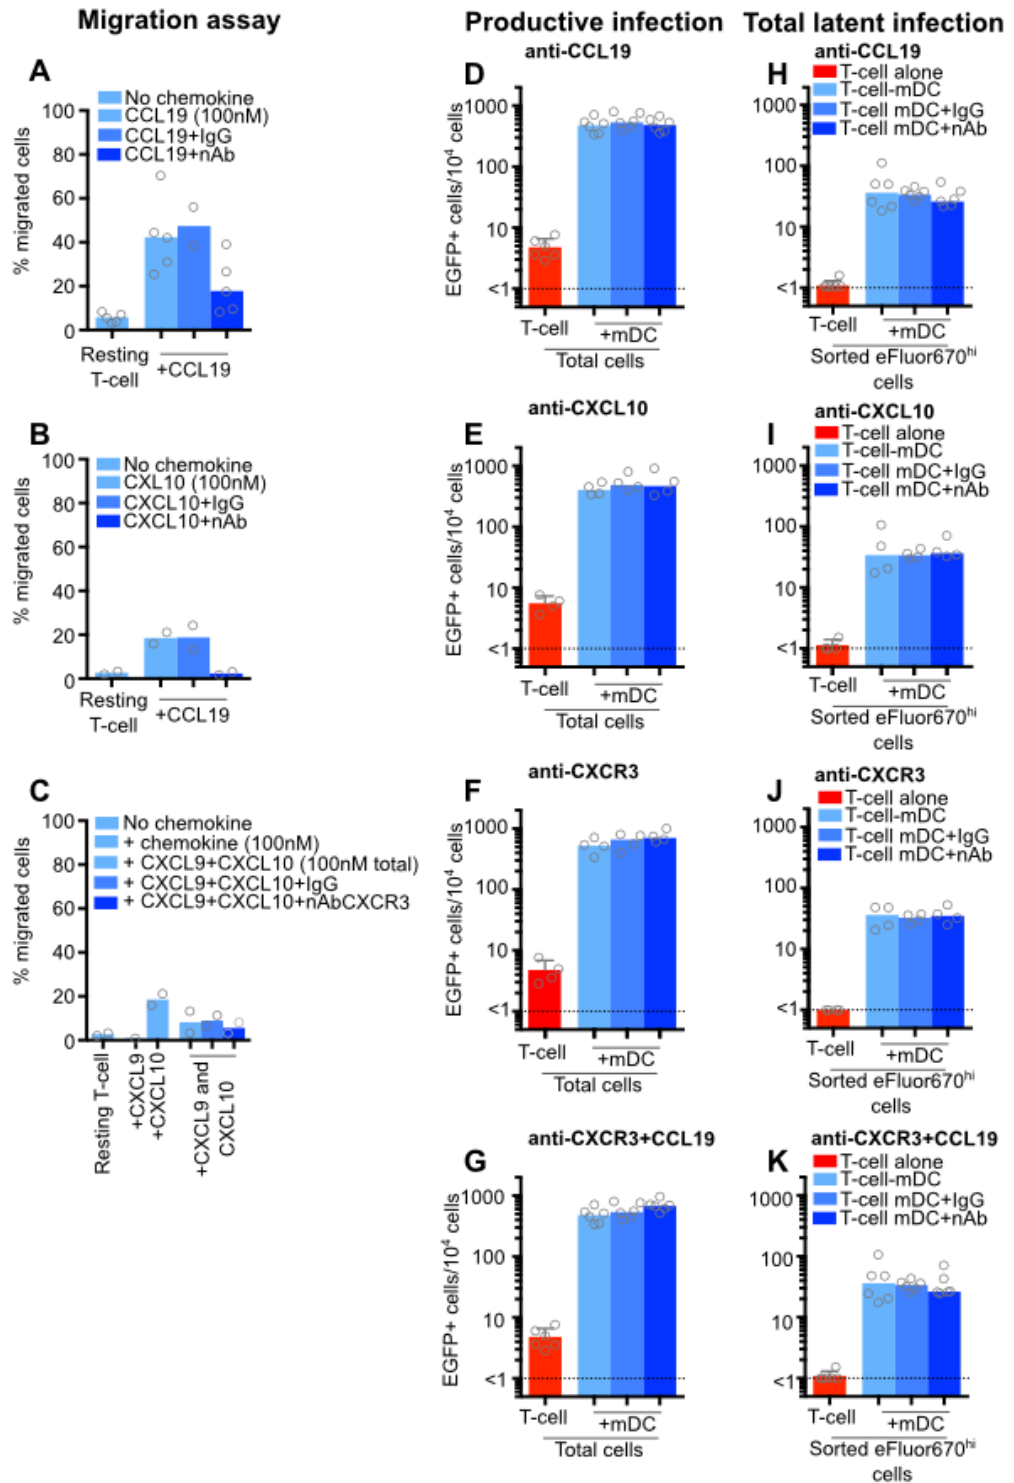 Migration assay
Productive infection
Total latent infection
A
No chemokine
CCL19 (100nM)
CCL19+IgG
CCL19+nAb
% migrated cells
100
80
60
40
20
0
Resting
T-cell
+CCL19
D
anti-CCL19
EGFP+ cells/10⁴ cells
1000
100
10
<1
T-cell
+mDC
Total cells
H
anti-CCL19
T-cell alone
T-cell-mDC
T-cell mDC+IgG
T-cell mDC+nAb
1000
100
10
<1
T-cell
+mDC
Sorted eFluor670ʰⁱ
cells
B
No chemokine
CXL10 (100nM)
CXCL10+IgG
CXCL10+nAb
% migrated cells
100
80
60
40
20
0
Resting
T-cell
+CCL19
E
anti-CXCL10
EGFP+ cells/10⁴ cells
1000
100
10
<1
T-cell
+mDC
Total cells
I
anti-CXCL10
T-cell alone
T-cell-mDC
T-cell mDC+IgG
T-cell mDC+nAb
1000
100
10
<1
T-cell
+mDC
Sorted eFluor670ʰⁱ
cells
C
No chemokine
+ chemokine (100nM)
+ CXCL9+CXCL10 (100nM total)
+ CXCL9+CXCL10+IgG
+ CXCL9+CXCL10+nAbCXCR3
% migrated cells
100
80
60
40
20
0
Resting T-cell
+CXCL9
+CXCL10
+CXCL9 and
CXCL10
F
anti-CXCR3
EGFP+ cells/10⁴ cells
1000
100
10
<1
T-cell
+mDC
Total cells
J
anti-CXCR3
T-cell alone
T-cell-mDC
T-cell mDC+IgG
T-cell mDC+nAb
1000
100
10
<1
T-cell
+mDC
Sorted eFluor670ʰⁱ
cells
G
anti-CXCR3+CCL19
EGFP+ cells/10⁴ cells
1000
100
10
<1
T-cell
+mDC
Total cells
K
anti-CXCR3+CCL19
T-cell alone
T-cell-mDC
T-cell mDC+IgG
T-cell mDC+nAb
1000
100
10
<1
T-cell
+mDC
Sorted eFluor670ʰⁱ
cells